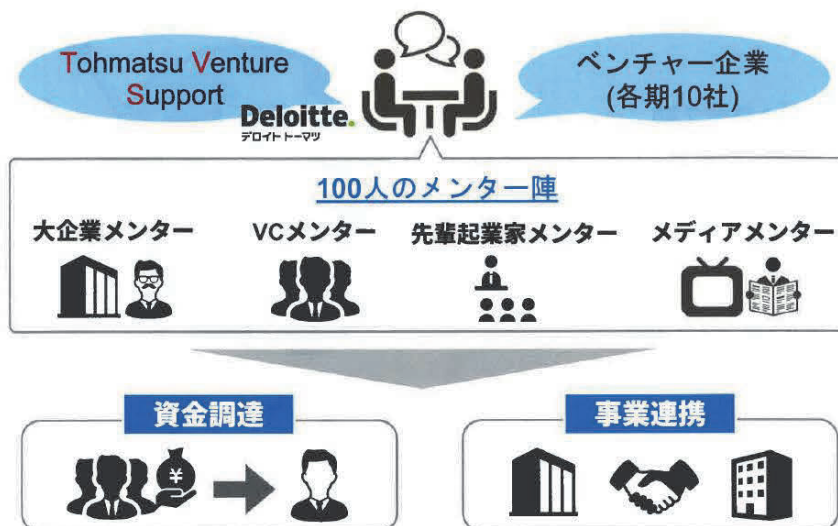 Tohmatsu Venture
Support
Deloitte.
デロイト トーマツ
ベンチャー企業
(各期10社)
100人のメンター陣
大企業メンター
VCメンター
先輩起業家メンター
メディアメンター
資金調達
¥
事業連携